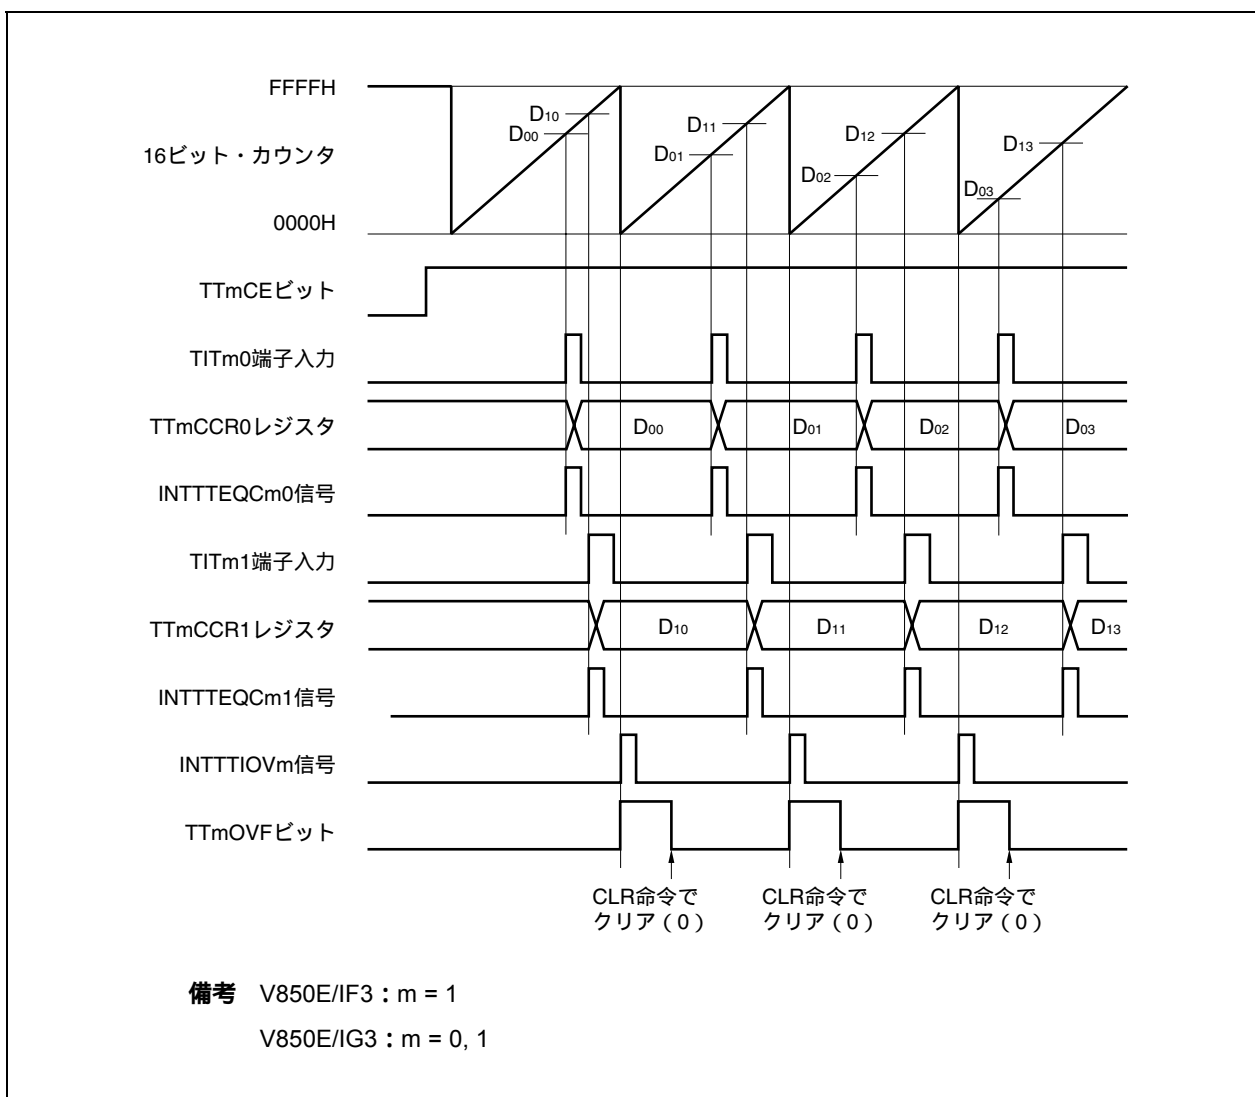 FFFFH
16ビット・カウンタ
0000H
D10
D00
D11
D01
D12
D02
D13
D03
TTmCEビット
TITm0端子入力
TTmCCR0レジスタ
D00 D01 D02 D03
INTTTEQCm0信号
TITm1端子入力
TTmCCR1レジスタ
D10 D11 D12 D13
INTTTEQCm1信号
INTTTIOVm信号
TTmOVFビット
CLR命令で
クリア（0）
CLR命令で
クリア（0）
CLR命令で
クリア（0）
備考 V850E/IF3：m = 1
V850E/IG3：m = 0, 1